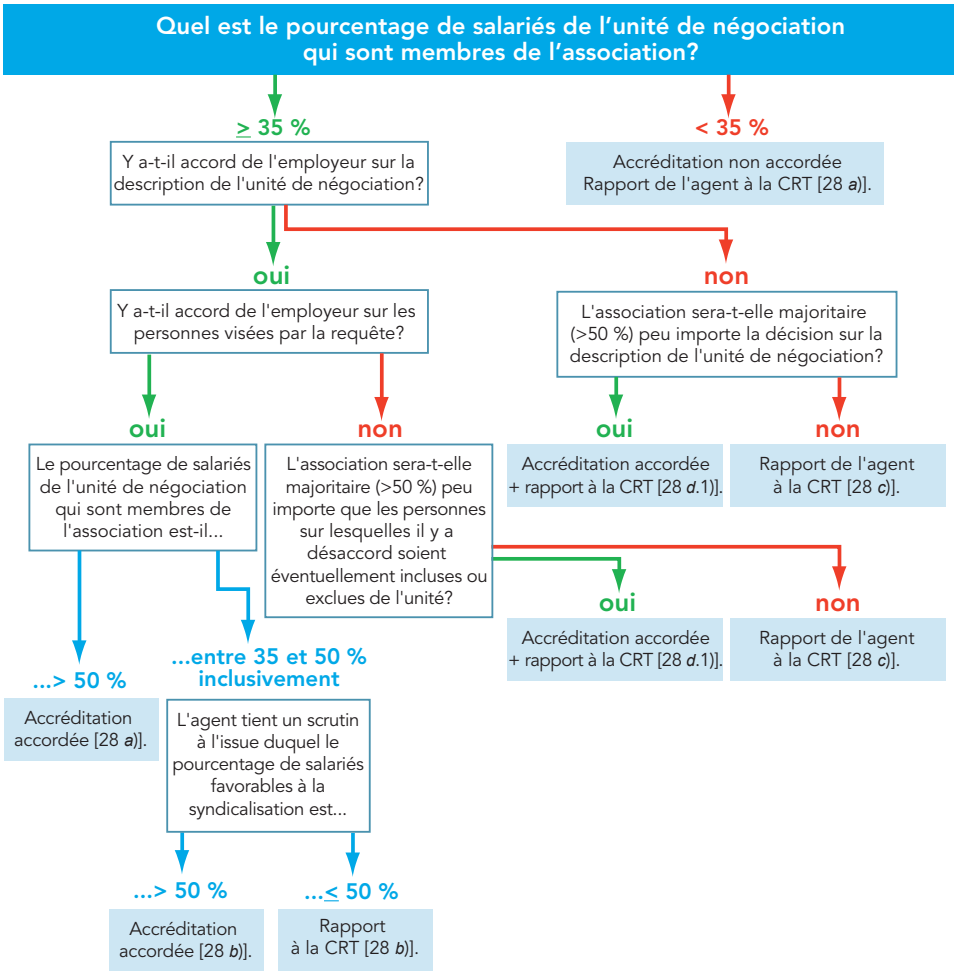 Quel est le pourcentage de salariés de l'unité de négociation
qui sont membres de l'association?
≥ 35 %
Y a-t-il accord de l'employeur sur la
description de l'unité de négociation?
< 35 %
Accréditation non accordée
Rapport de l'agent à la CRT [28 a)].
oui
Y a-t-il accord de l'employeur sur les
personnes visées par la requête?
non
L'association sera-t-elle majoritaire
(>50 %) peu importe la décision sur la
description de l'unité de négociation?
oui
Le pourcentage de salariés
de l'unité de négociation
qui sont membres de
l'association est-il...
non
L'association sera-t-elle
majoritaire (>50 %) peu
importe que les personnes
sur lesquelles il y a
désaccord soient
éventuellement incluses ou
exclues de l'unité?
oui
Accréditation accordée
+ rapport à la CRT [28 d.1)].
non
Rapport de l'agent
à la CRT [28 c)].
oui
Accréditation accordée
+ rapport à la CRT [28 d.1)].
non
Rapport de l'agent
à la CRT [28 c)].
...> 50 %
Accréditation
accordée [28 a)].
...entre 35 et 50 %
inclusivement
L'agent tient un scrutin
à l'issue duquel le
pourcentage de salariés
favorables à la
syndicalisation est...
...> 50 %
Accréditation
accordée [28 b)].
...≤ 50 %
Rapport
à la CRT [28 b)].